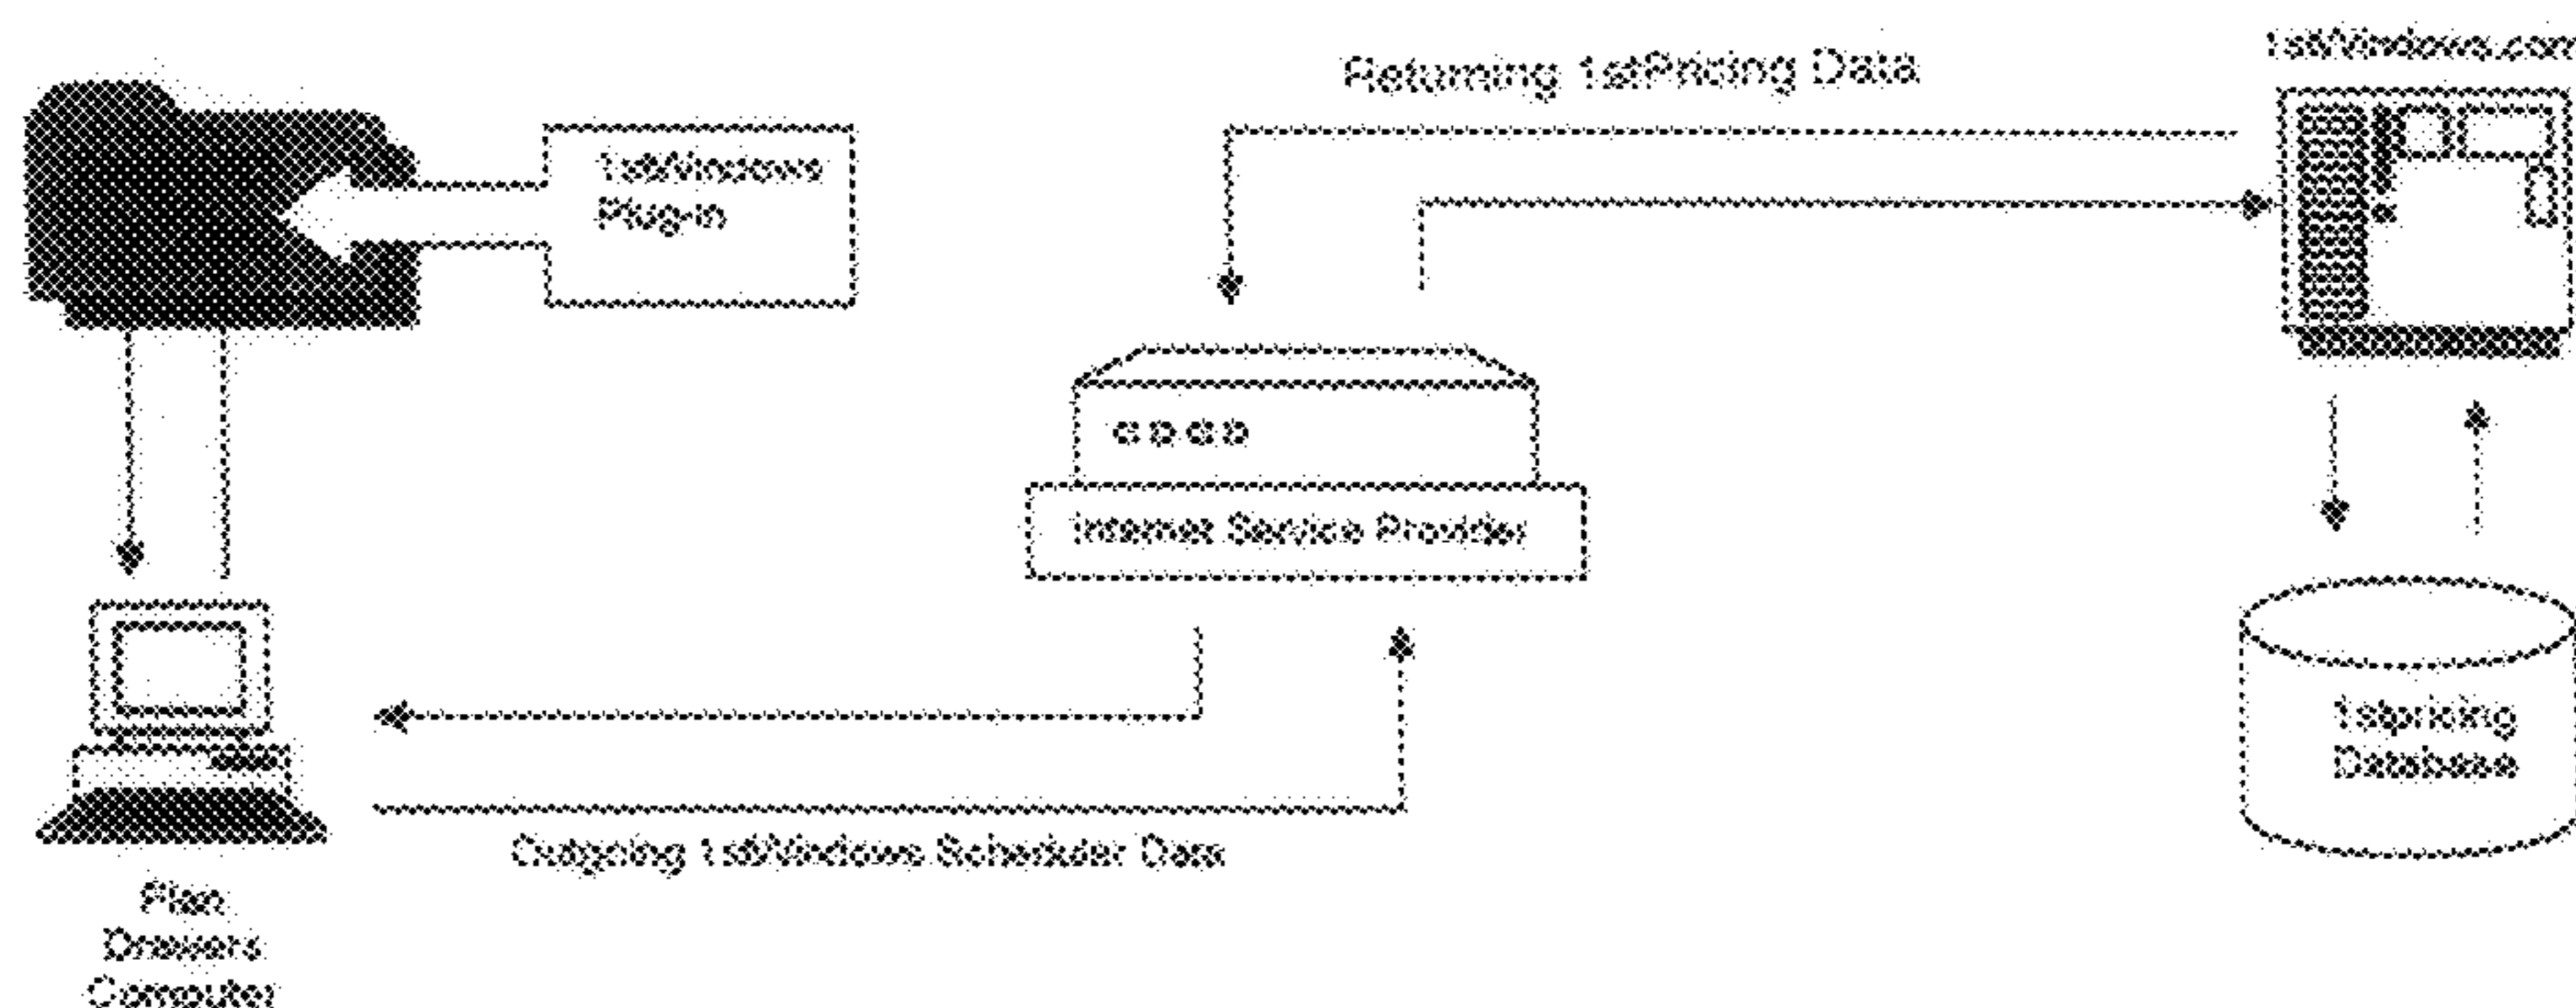 1stWindows.com
Returning 1stPricing Data
1stWindows
Plug-in
Internet Service Provider
1stpricing
Database
Outgoing 1stWindows Scheduler Data
Plan
Drawers
Computer